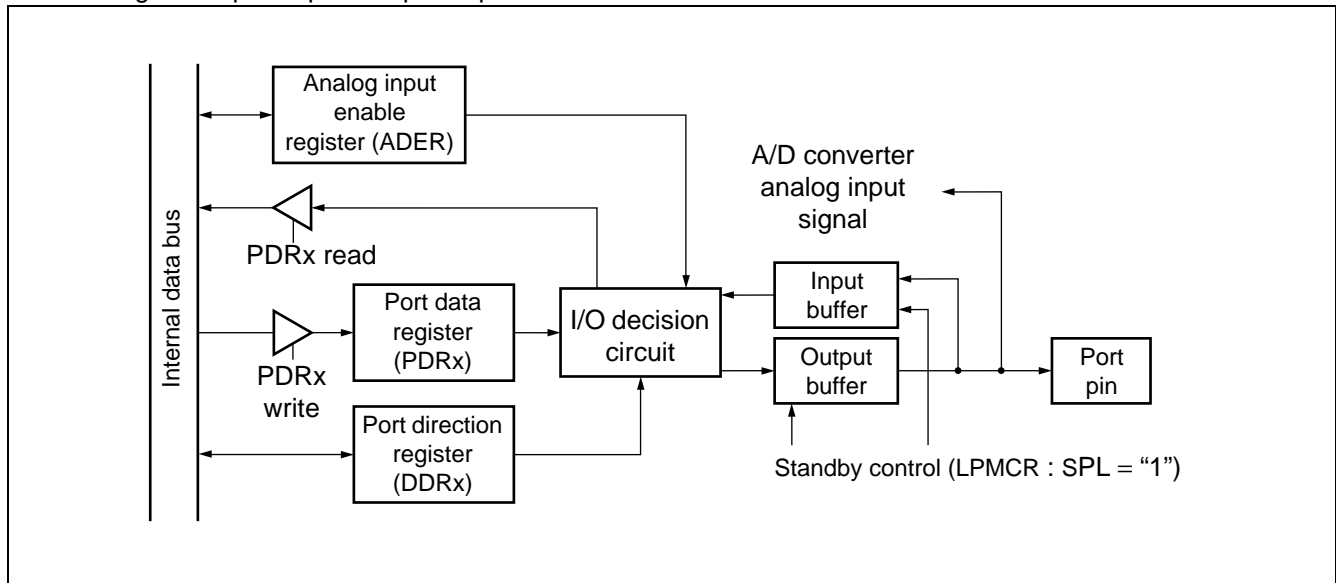 Internal data bus
Analog input
enable
register (ADER)
PDRx read
PDRx
write
Port data
register
(PDRx)
Port direction
register
(DDRx)
I/O decision
circuit
A/D converter
analog input
signal
Input
buffer
Output
buffer
Port
pin
Standby control (LPMCR : SPL = “1”)